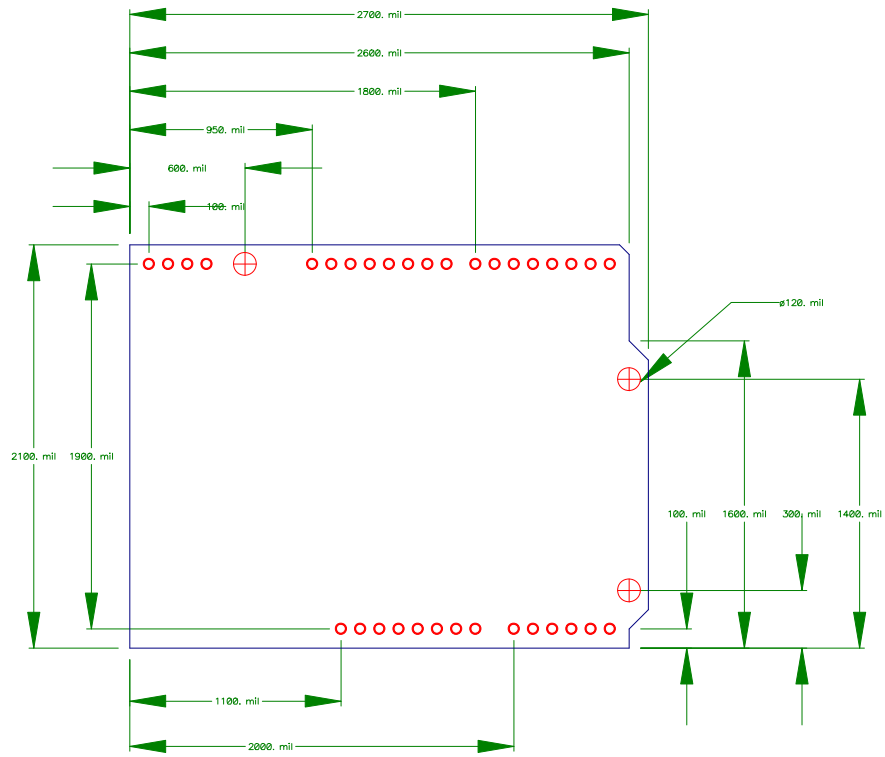 2700. mil
2600. mil
1800. mil
950. mil
600. mil
100. mil
ø120. mil
2100. mil
1900. mil
100. mil
1600. mil
300. mil
1400. mil
1100. mil
2000. mil